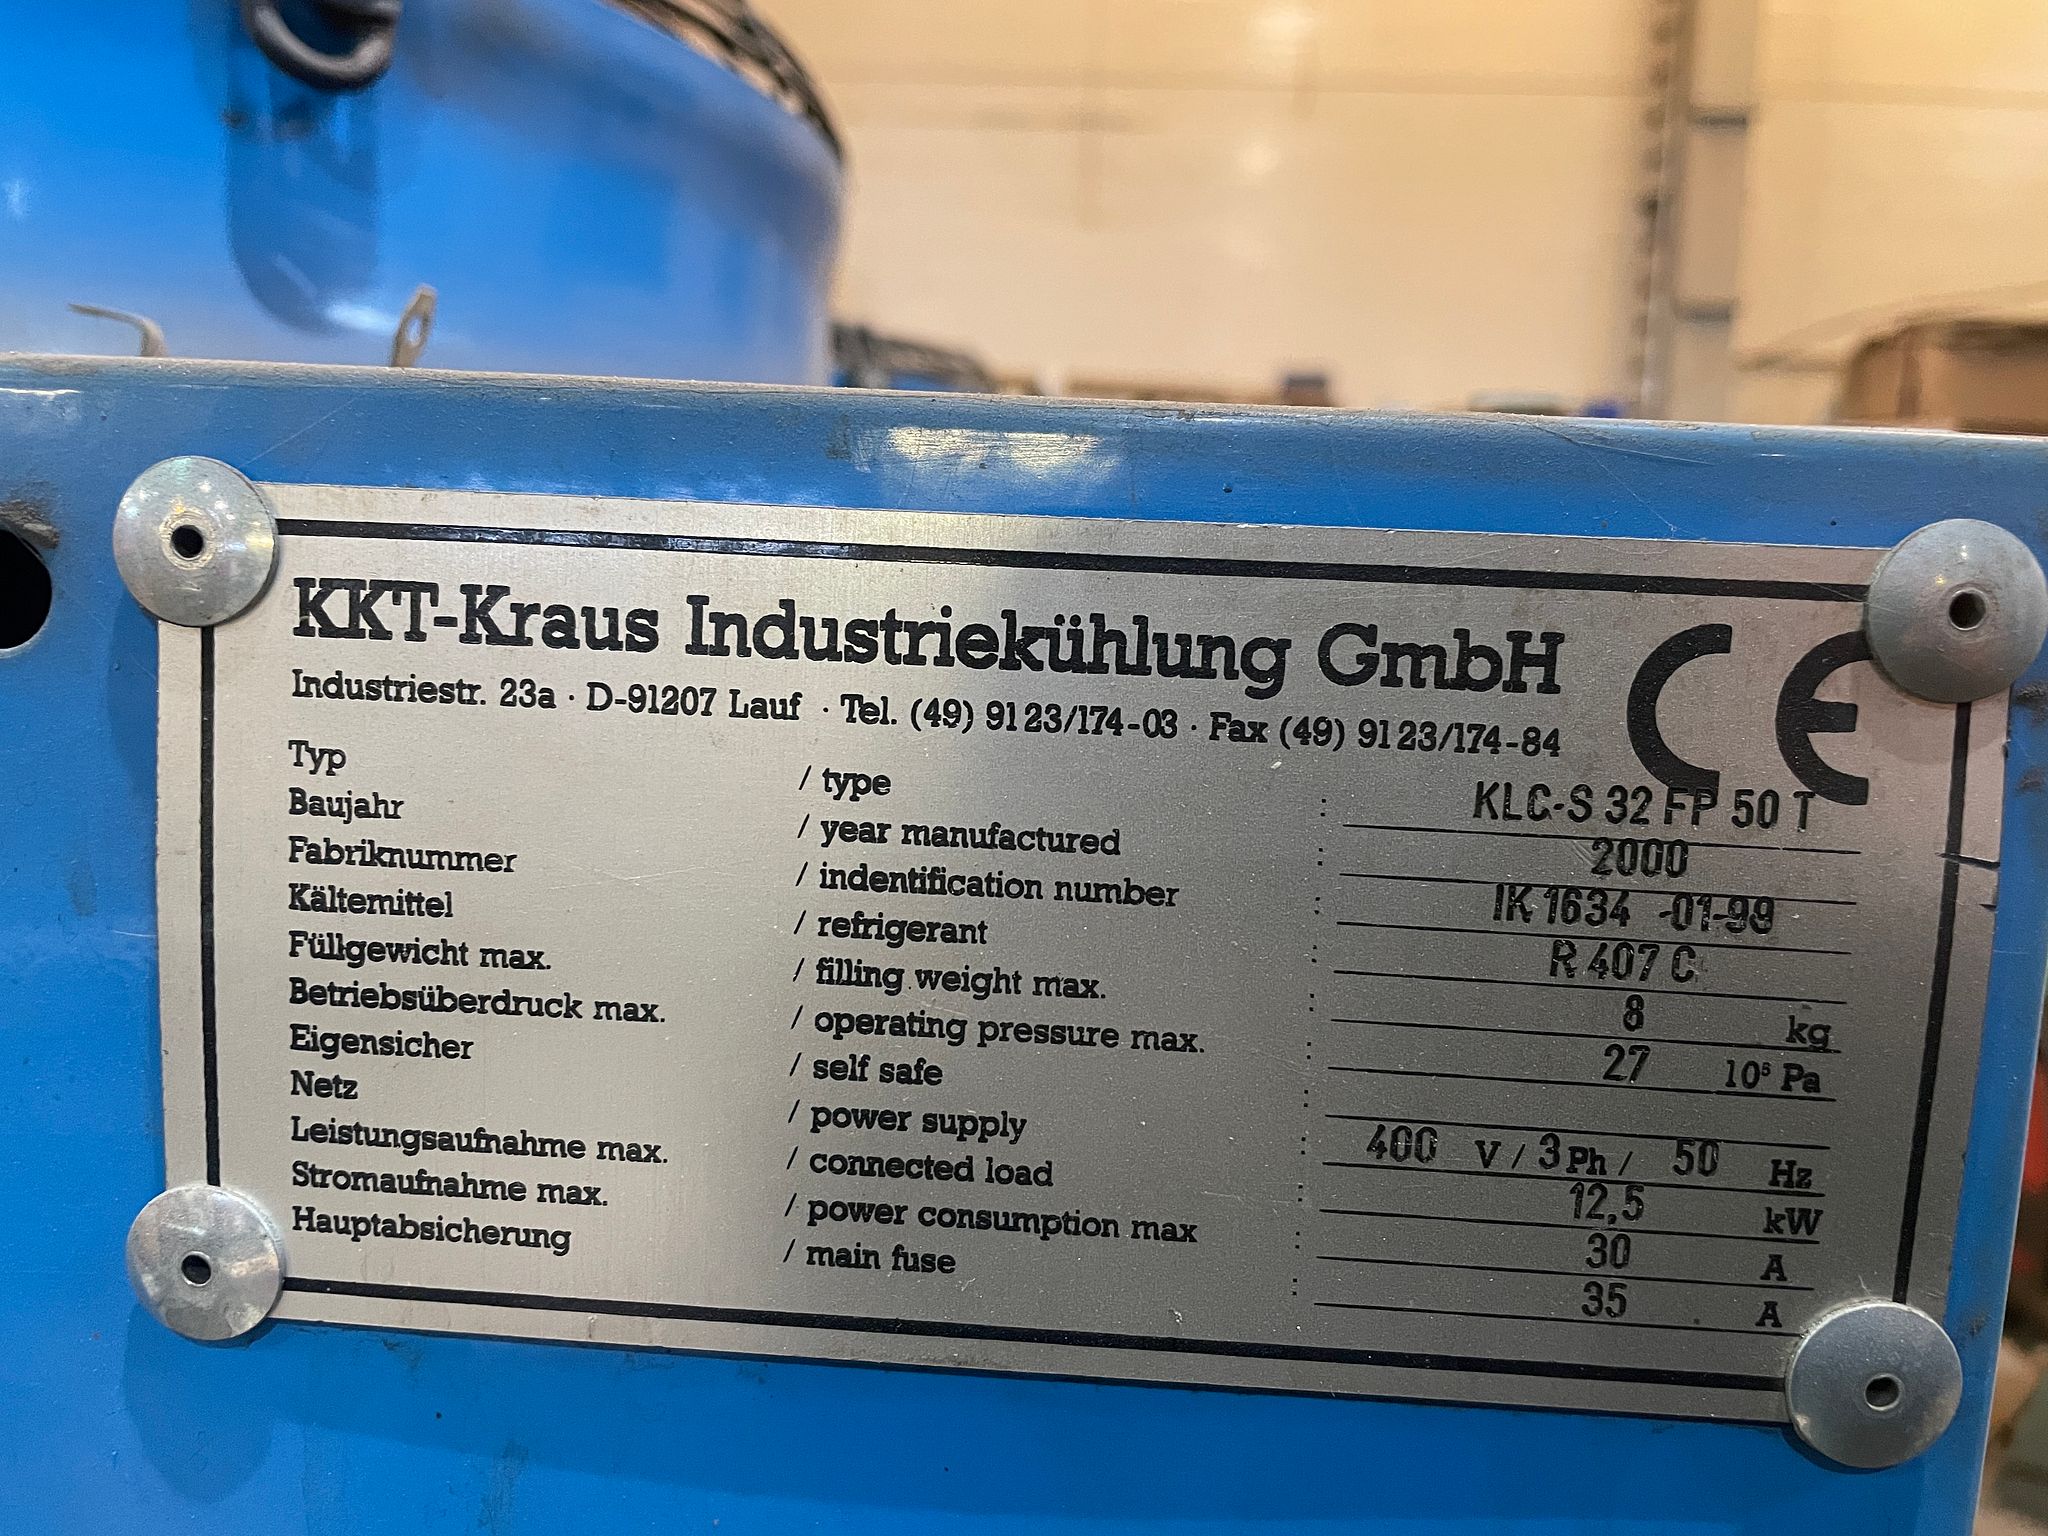 KKT-Kraus Industriekühlung GmbH CE
Industriestr. 23a · D-91207 Lauf · Tel. (49) 91 23/174-03 · Fax (49) 91 23/174-84
Typ / type : KLC-S 32 FP 50 T
Baujahr / year manufactured : 2000
Fabriknummer / indentification number : IK 1634 -01-99
Kältemittel / refrigerant : R 407 C
Füllgewicht max. / filling weight max. : 8 kg
Betriebsüberdruck max. / operating pressure max. : 27 10⁵ Pa
Eigensicher / self safe :
Netz / power supply : 400 V / 3 Ph / 50 Hz
Leistungsaufnahme max. / connected load : 12,5 kW
Stromaufnahme max. / power consumption max : 30 A
Hauptabsicherung / main fuse : 35 A